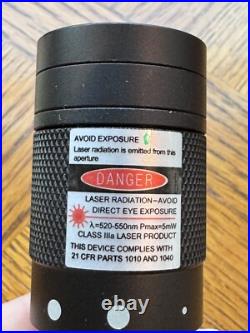 AVOID EXPOSURE
Laser radiation is emitted from this
aperture
DANGER
LASER RADIATION–AVOID
DIRECT EYE EXPOSURE
λ=520-550nm Pmax=5mW
CLASS IIIa LASER PRODUCT
THIS DEVICE COMPLIES WITH
21 CFR PARTS 1010 AND 1040